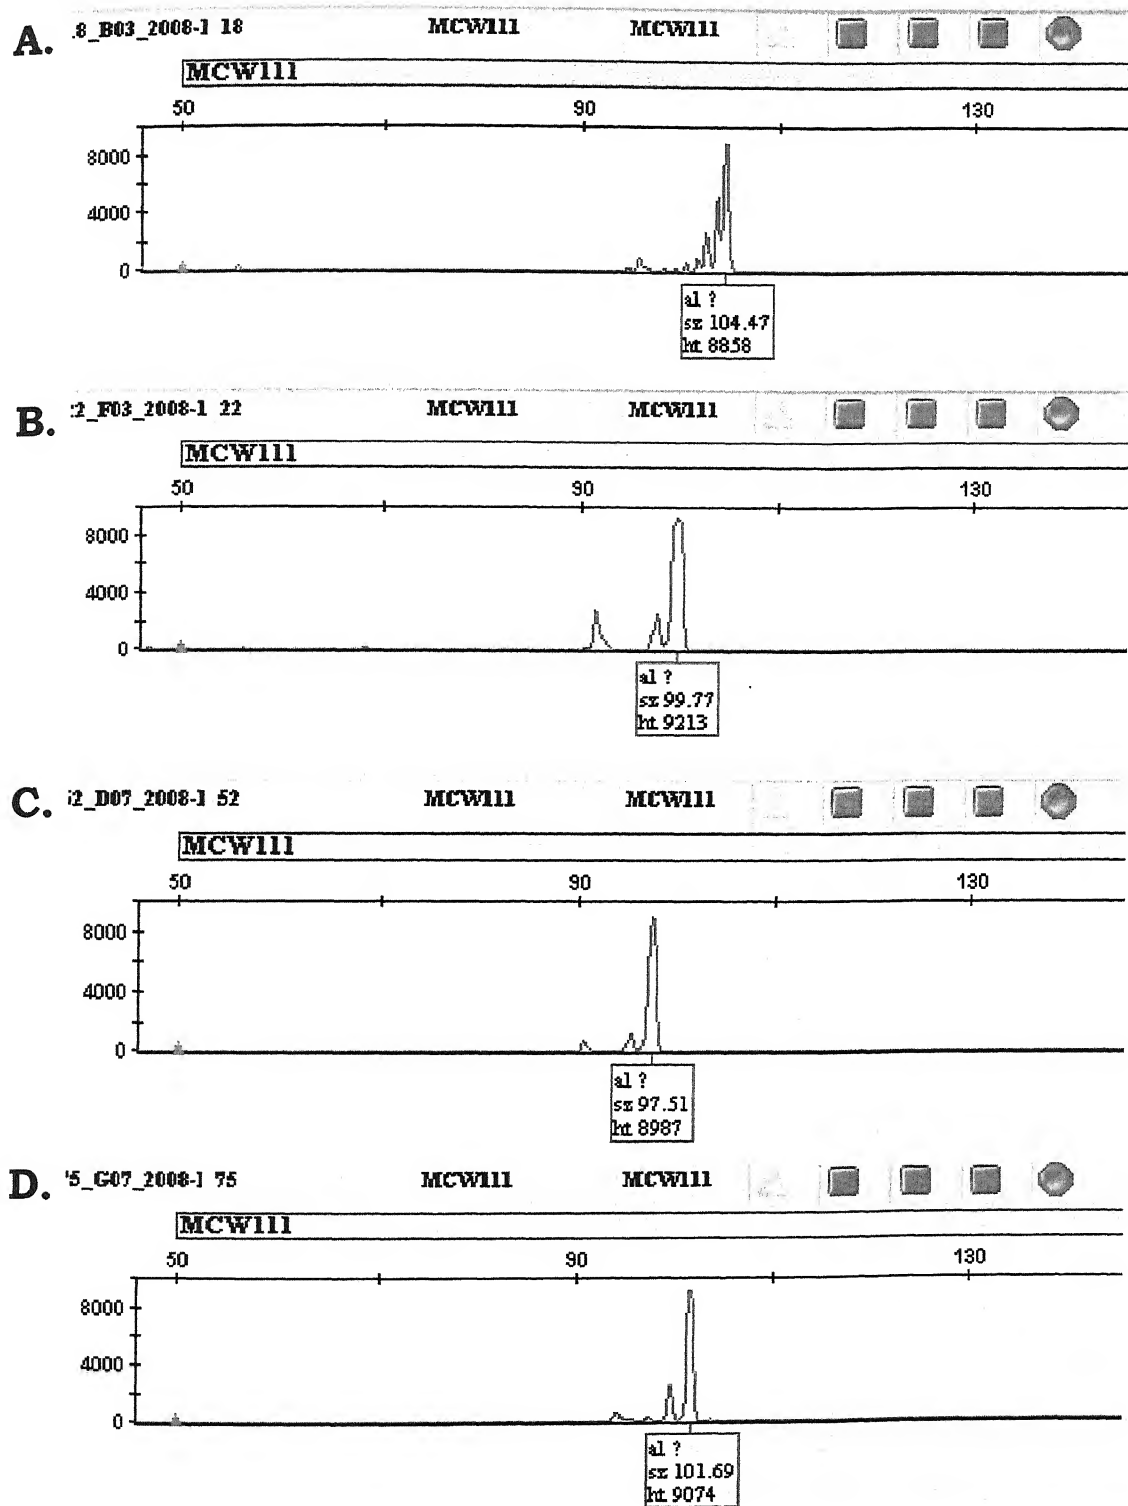 A. .8_B03_2008-1 18 MCW111 MCW111
MCW111
50 90 130
8000
4000
0
al ?
sz 104.47
ht 8858
B. :2_F03_2008-1 22 MCW111 MCW111
MCW111
50 90 130
8000
4000
0
al ?
sz 99.77
ht 9213
C. i2_D07_2008-1 52 MCW111 MCW111
MCW111
50 90 130
8000
4000
0
al ?
sz 97.51
ht 8987
D. '5_G07_2008-1 75 MCW111 MCW111
MCW111
50 90 130
8000
4000
0
al ?
sz 101.69
ht 9074